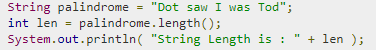 String palindrome = "Dot saw I was Tod";
int len = palindrome.length();
System.out.println( "String Length is : " + len );